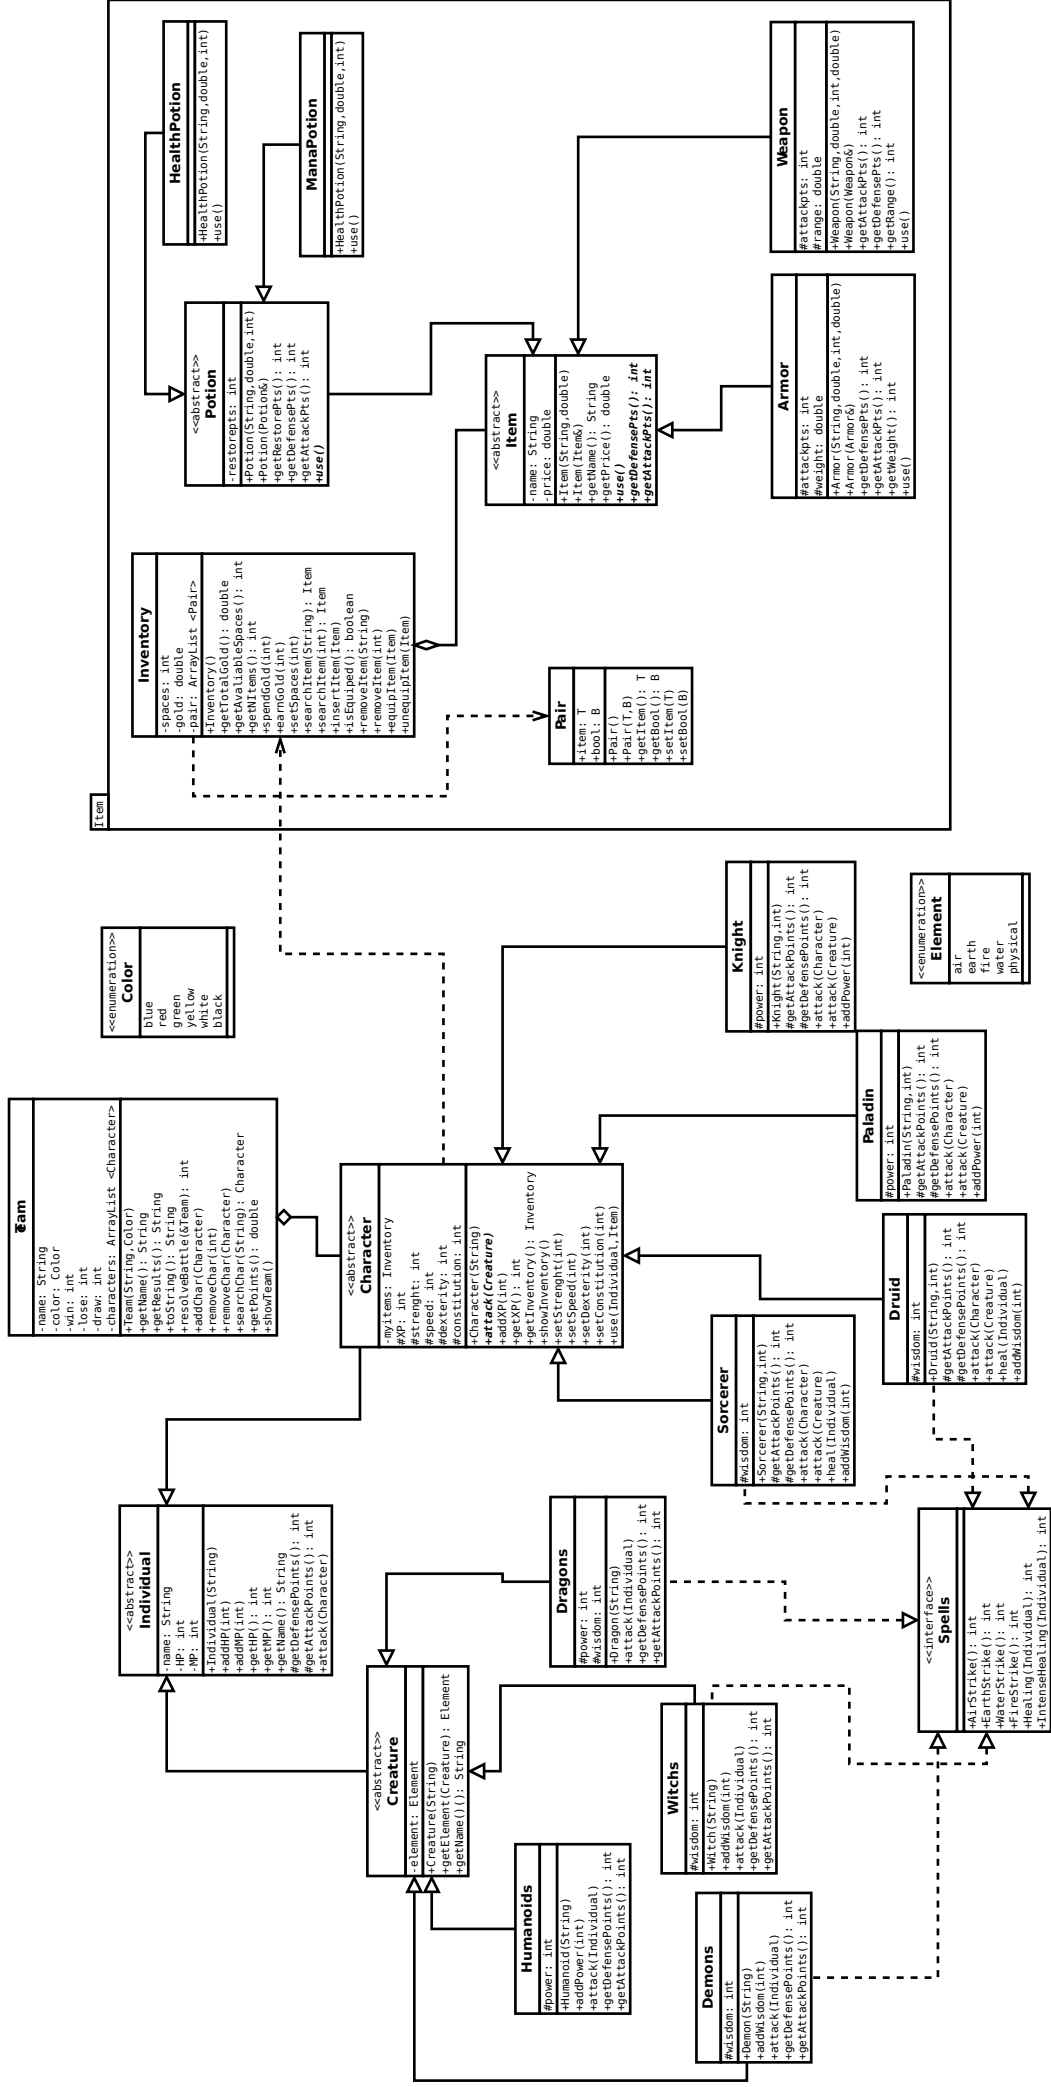 Team
-name: String
-color: Color
-win: int
-lose: int
-draw: int
-characters: ArrayList <Character>
+Team(String,Color)
+getName(): String
+getResults(): String
+toString(): String
+resolveBattle(&Team): int
+addChar(Character)
+removeChar(int)
+removeChar(Character)
+searchChar(String): Character
+getPoints(): double
+showTeam()
<<enumeration>>
Color
blue
red
green
yellow
white
black
Item
Inventory
-spaces: int
-gold: double
-pair: ArrayList <Pair>
+Inventory()
+getTotalGold(): double
+getAvaliableSpaces(): int
+getNItems(): int
+spendGold(int)
+earnGold(int)
+setSpaces(int)
+searchItem(String): Item
+searchItem(int): Item
+insertItem(Item)
+isEquiped(): boolean
+removeItem(String)
+removeItem(int)
+equipItem(Item)
+unequipItem(Item)
<<abstract>>
Potion
-restorepts: int
+Potion(String,double,int)
+Potion(Potion&)
+getRestorePts(): int
+getDefensePts(): int
+getAttackPts(): int
+use()
HealthPotion
+HealthPotion(String,double,int)
+use()
ManaPotion
+HealthPotion(String,double,int)
+use()
<<abstract>>
Individual
-name: String
-HP: int
-MP: int
+Individual(String)
+addHP(int)
+addMP(int)
+getHP(): int
+getMP(): int
+getName(): String
#getDefensePoints(): int
#getAttackPoints(): int
+attack(Character)
<<abstract>>
Character
-myitems: Inventory
#XP: int
#strenght: int
#speed: int
#dexterity: int
#constitution: int
+Character(String)
+attack(Creature)
+addXP(int)
+getXP(): int
+getInventory(): Inventory
+showInventory()
+setStrenght(int)
+setSpeed(int)
+setDexterity(int)
+setConstitution(int)
+use(Individual,Item)
<<abstract>>
Item
-name: String
-price: double
+Item(String,double)
+Item(Item&)
+getName(): String
+getPrice(): double
+use()
+getDefensePts(): int
+getAttackPts(): int
Pair
+item: T
+bool: B
+Pair()
+Pair(T,B)
+getItem(): T
+getBool(): B
+setItem(T)
+setBool(B)
<<abstract>>
Creature
-element: Element
+Creature(String)
+getElement(Creature): Element
+getName()(): String
Humanoids
#power: int
+Humanoid(String)
+addPower(int)
+attack(Individual)
+getDefensePoints(): int
+getAttackPoints(): int
Dragons
#power: int
#wisdom: int
+Dragon(String)
+attack(Individual)
+getDefensePoints(): int
+getAttackPoints(): int
Witchs
#wisdom: int
+Witch(String)
+addWisdom(int)
+attack(Individual)
+getDefensePoints(): int
+getAttackPoints(): int
Demons
#wisdom: int
+Demon(String)
+addWisdom(int)
+attack(Individual)
+getDefensePoints(): int
+getAttackPoints(): int
Sorcerer
#wisdom: int
+Sorcerer(String,int)
#getAttackPoints(): int
#getDefensePoints(): int
+attack(Character)
+attack(Creature)
+heal(Individual)
+addWisdom(int)
Druid
#wisdom: int
+Druid(String,int)
#getAttackPoints(): int
#getDefensePoints(): int
+attack(Character)
+attack(Creature)
+heal(Individual)
+addWisdom(int)
Paladin
#power: int
+Paladin(String,int)
#getAttackPoints(): int
#getDefensePoints(): int
+attack(Character)
+attack(Creature)
+addPower(int)
Knight
#power: int
+Knight(String,int)
#getAttackPoints(): int
#getDefensePoints(): int
+attack(Character)
+attack(Creature)
+addPower(int)
<<enumeration>>
Element
air
earth
fire
water
physical
Armor
#attackpts: int
#weight: double
+Armor(String,double,int,double)
+Armor(Armor&)
+getDefensePts(): int
+getAttackPts(): int
+getWeight(): int
+use()
Weapon
#attackpts: int
#range: double
+Weapon(String,double,int,double)
+Weapon(Weapon&)
+getAttackPts(): int
+getDefensePts(): int
+getRange(): int
+use()
<<interface>>
Spells
+AirStrike(): int
+EarthStrike(): int
+WaterStrike(): int
+FireStrike(): int
+Healing(Individual): int
+IntenseHealing(Individual): int